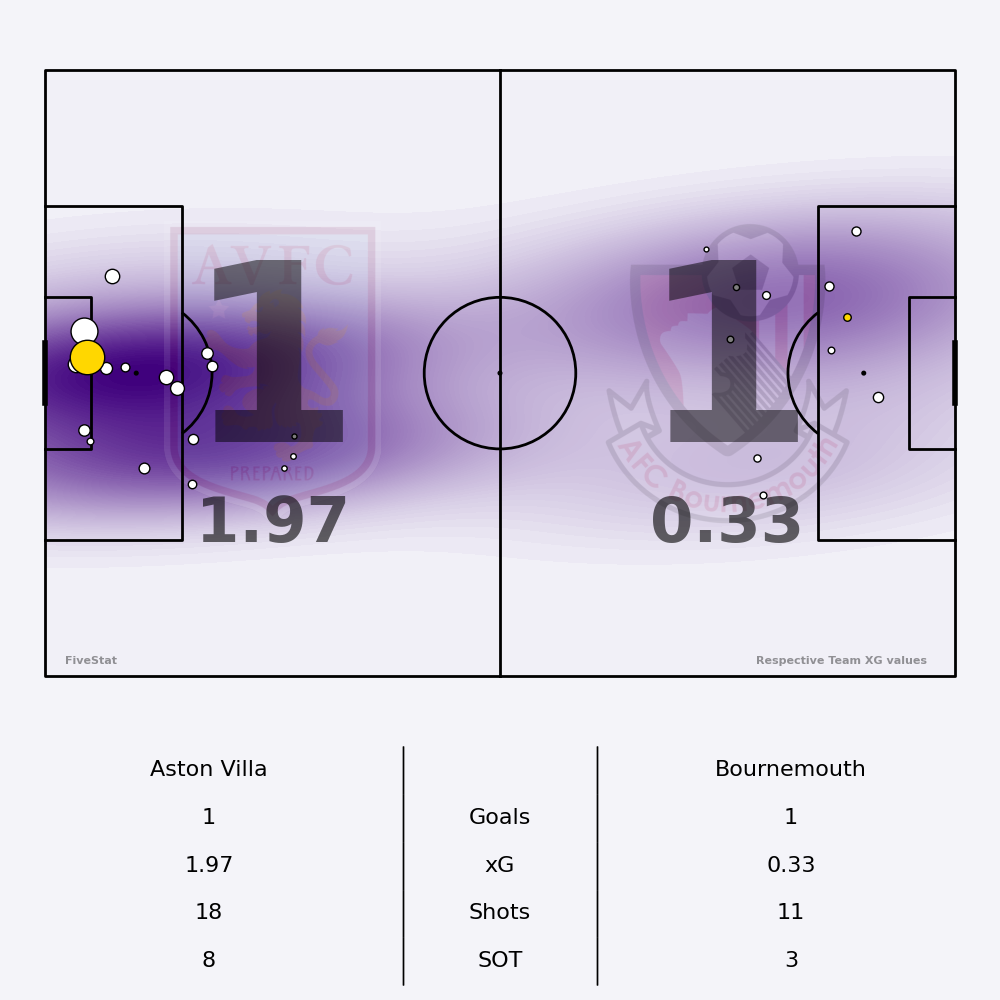 AVFC
1
PREPARED
1.97
1
AFC BOURNEMOUTH
0.33
FiveStat
Respective Team XG values
Aston Villa Bournemouth
1 Goals 1
1.97 xG 0.33
18 Shots 11
8 SOT 3